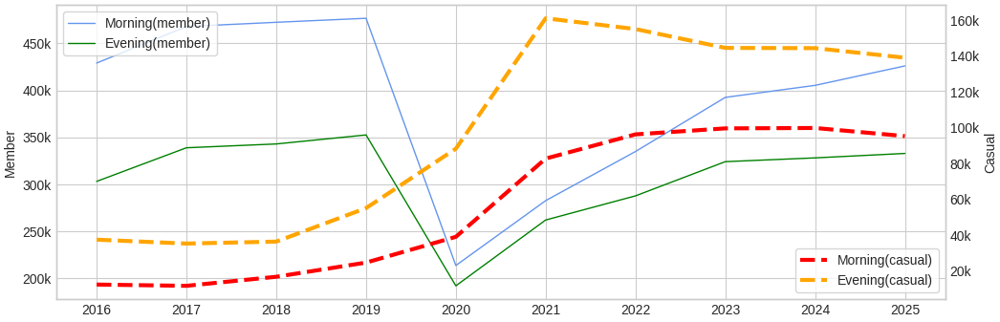 Morning(member)
Evening(member)
450k
400k
350k
300k
250k
200k
Member
160k
140k
120k
100k
80k
60k
40k
20k
Casual
Morning(casual)
Evening(casual)
2016 2017 2018 2019 2020 2021 2022 2023 2024 2025